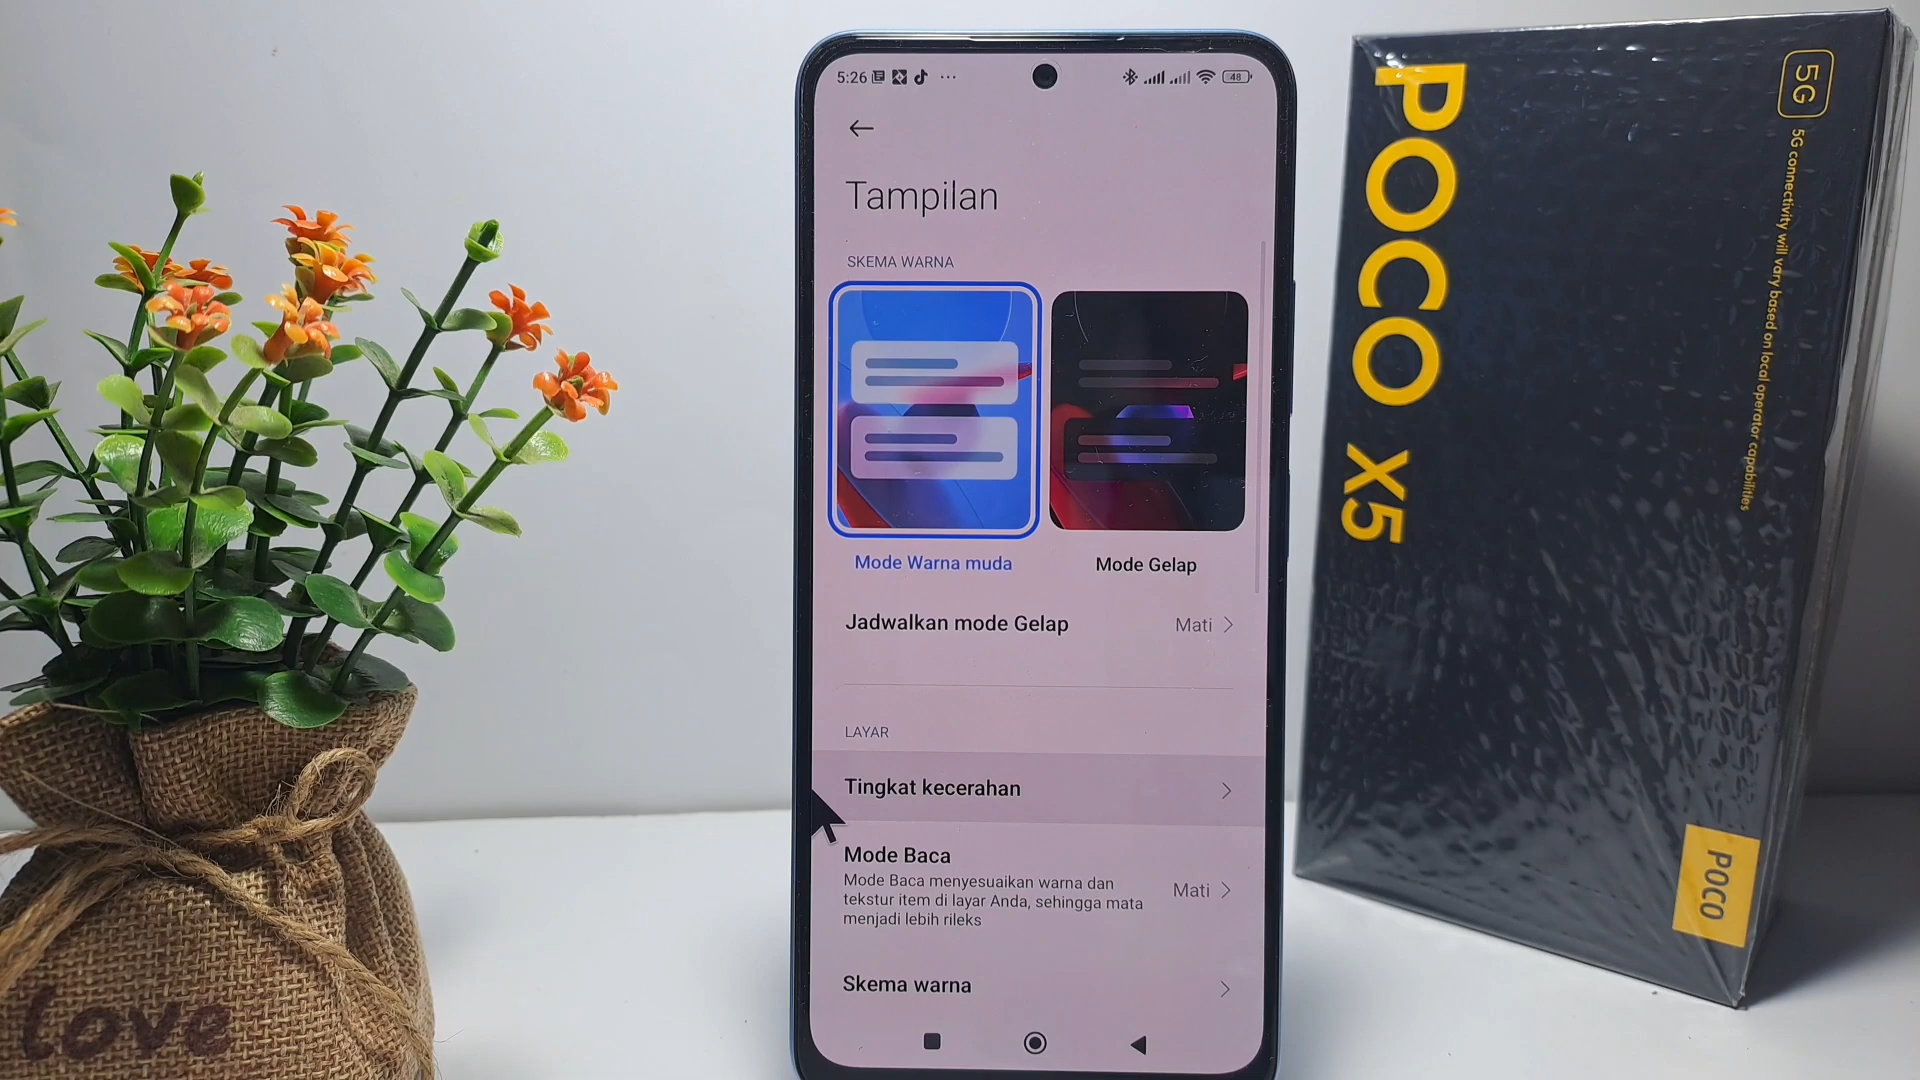 5:26
48
Tampilan
SKEMA WARNA
Mode Warna muda
Mode Gelap
Jadwalkan mode Gelap
Mati
LAYAR
Tingkat kecerahan
Mode Baca
Mode Baca menyesuaikan warna dan
tekstur item di layar Anda, sehingga mata
menjadi lebih rileks
Mati
Skema warna
love
POCO X5
5G
5G connectivity will vary based on local operator capabilities
POCO